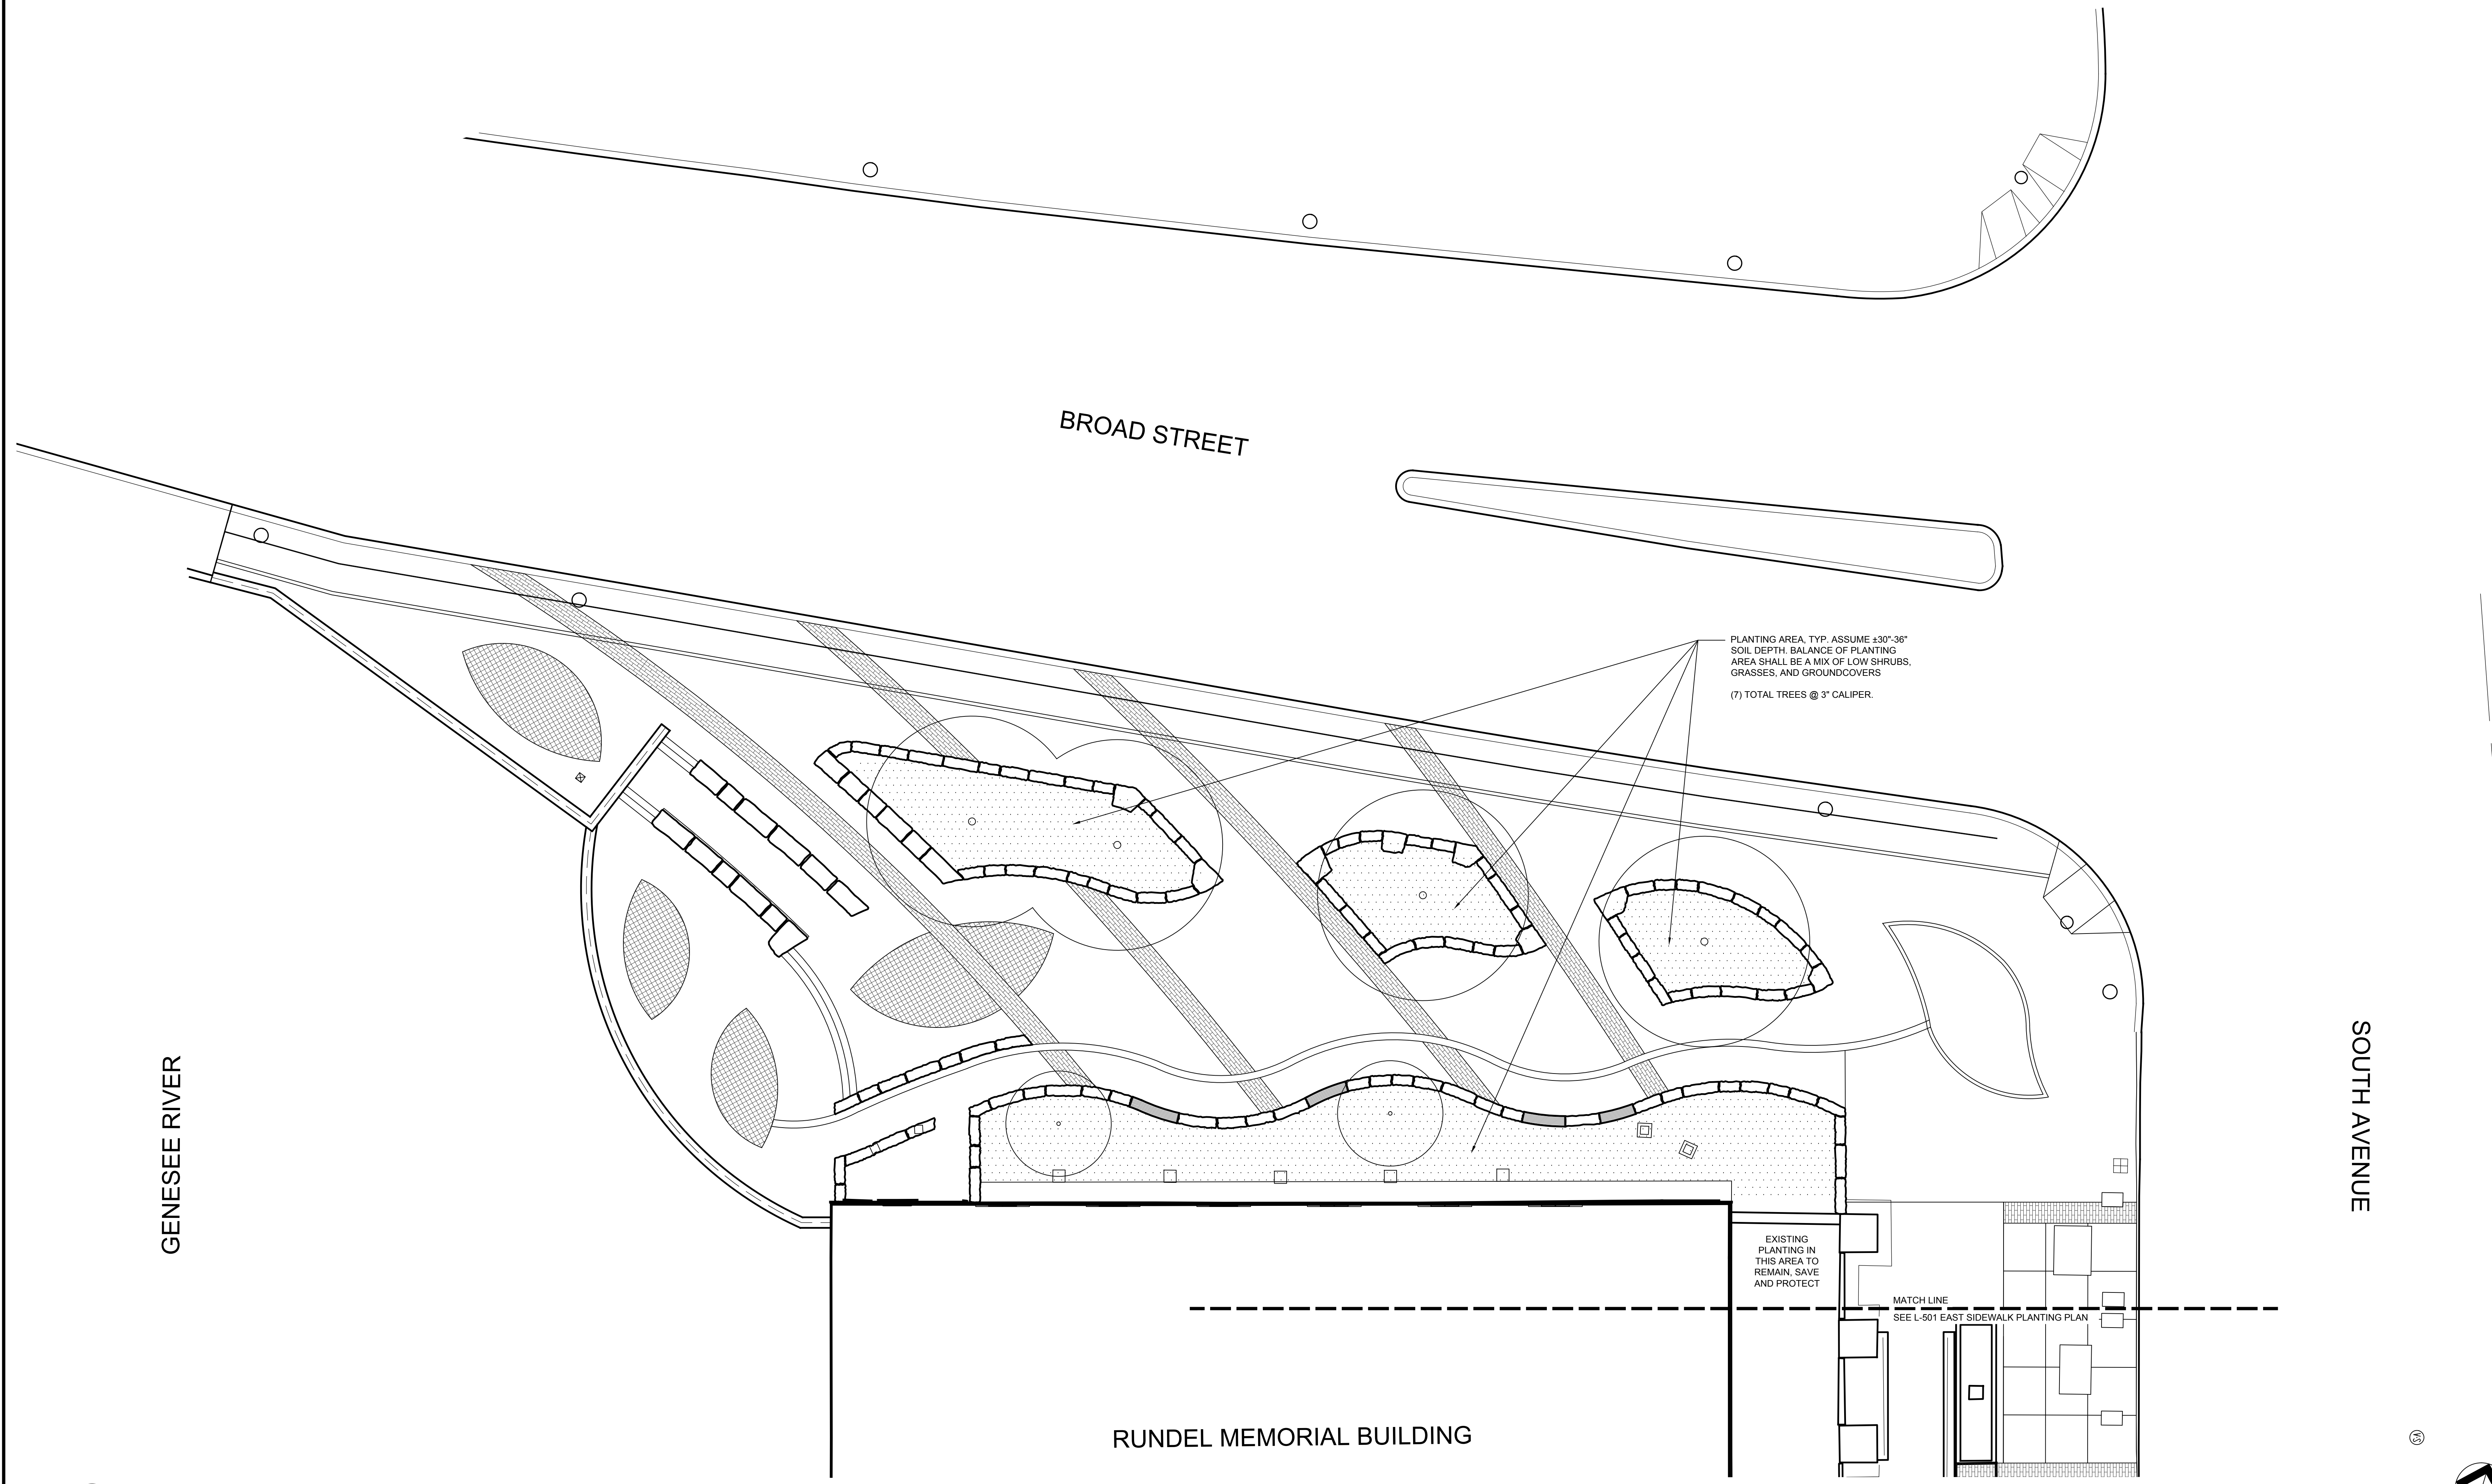 BROAD STREET
PLANTING AREA, TYP. ASSUME ±30"-36"
SOIL DEPTH. BALANCE OF PLANTING
AREA SHALL BE A MIX OF LOW SHRUBS,
GRASSES, AND GROUNDCOVERS
(7) TOTAL TREES @ 3" CALIPER.
GENESEE RIVER
SOUTH AVENUE
EXISTING
PLANTING IN
THIS AREA TO
REMAIN, SAVE
AND PROTECT
MATCH LINE
SEE L-501 EAST SIDEWALK PLANTING PLAN
RUNDEL MEMORIAL BUILDING